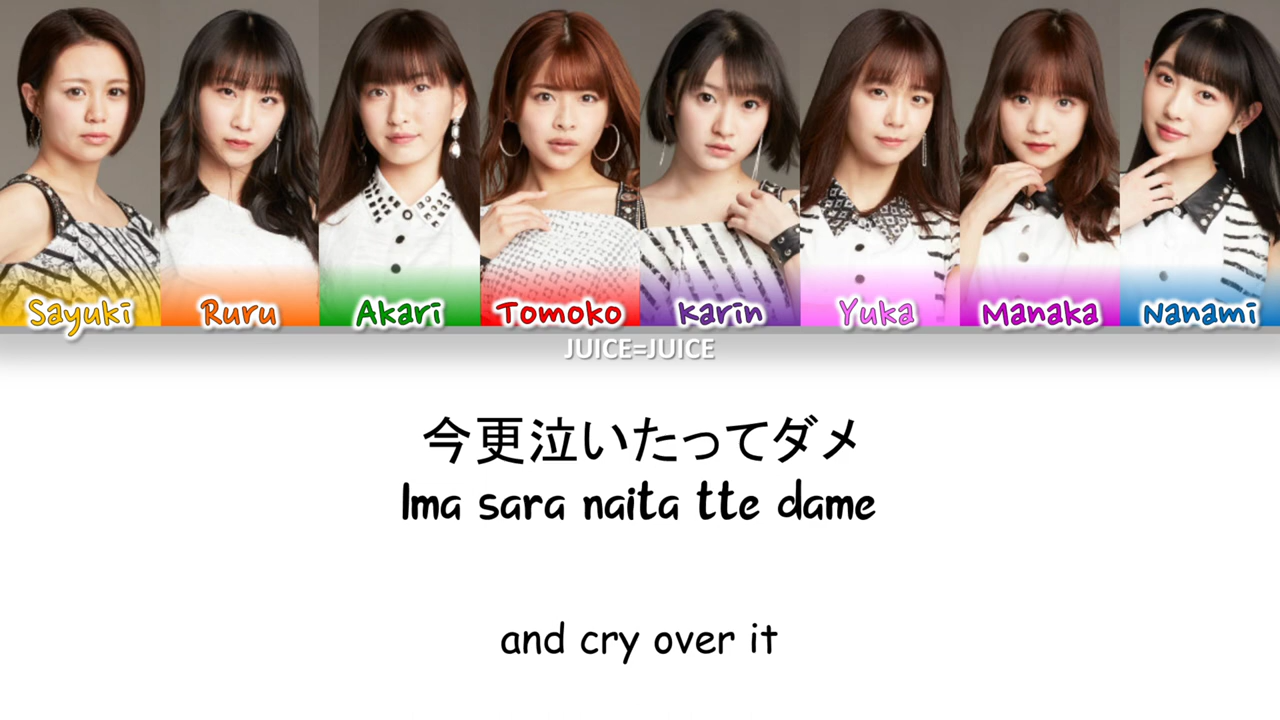 Sayuki Ruru Akari Tomoko Karin Yuka Manaka Nanami
JUICE=JUICE
今更泣いたってダメ
Ima sara naita tte dame
and cry over it